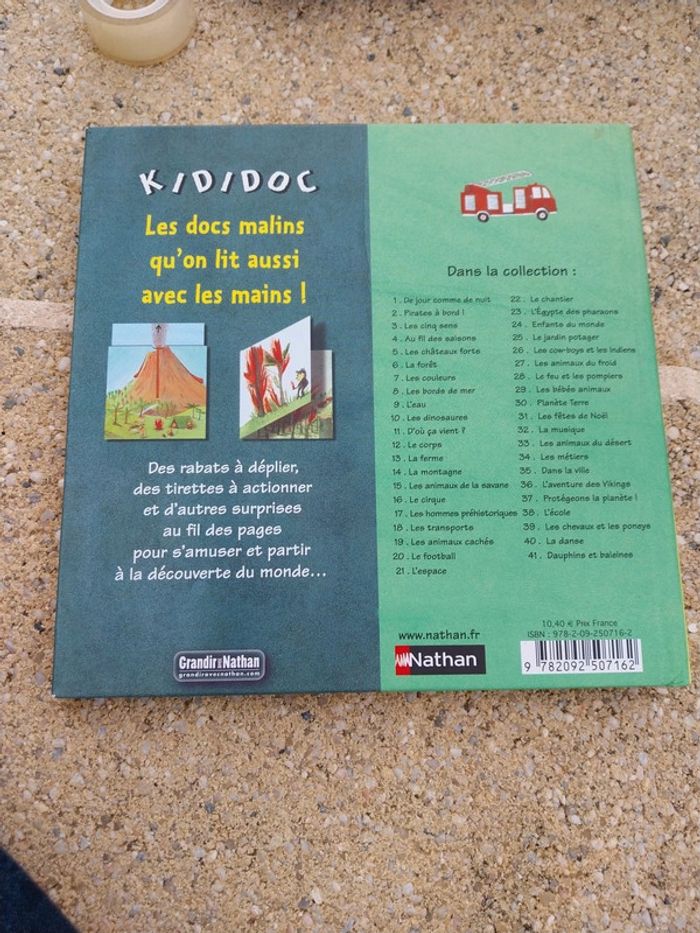 KIDIDOC
Les docs malins
qu'on lit aussi
avec les mains !
Des rabats à déplier,
des tirettes à actionner
et d'autres surprises
au fil des pages
pour s'amuser et partir
à la découverte du monde...
Grandir avec Nathan
grandiravecnathan.com
Dans la collection :
1 . De jour comme de nuit
2 . Pirates à bord !
3 . Les cinq sens
4 . Au fil des saisons
5 . Les châteaux forts
6 . La forêt
7 . Les couleurs
8 . Les bords de mer
9 . L'eau
10 . Les dinosaures
11 . D'où ça vient ?
12 . Le corps
13 . La ferme
14 . La montagne
15 . Les animaux de la savane
16 . Le cirque
17 . Les hommes préhistoriques
18 . Les transports
19 . Les animaux cachés
20 . Le football
21 . L'espace
22 . Le chantier
23 . L'Égypte des pharaons
24 . Enfants du monde
25 . Le jardin potager
26 . Les cow-boys et les Indiens
27 . Les animaux du froid
28 . Le feu et les pompiers
29 . Les bébés animaux
30 . Planète Terre
31 . Les fêtes de Noël
32 . La musique
33 . Les animaux du désert
34 . Les métiers
35 . Dans la ville
36 . L'aventure des Vikings
37 . Protégeons la planète !
38 . L'école
39 . Les chevaux et les poneys
40 . La danse
41 . Dauphins et baleines
www.nathan.fr
Nathan
10,40 € Prix France
ISBN : 978-2-09-250716-2
9 782092 507162